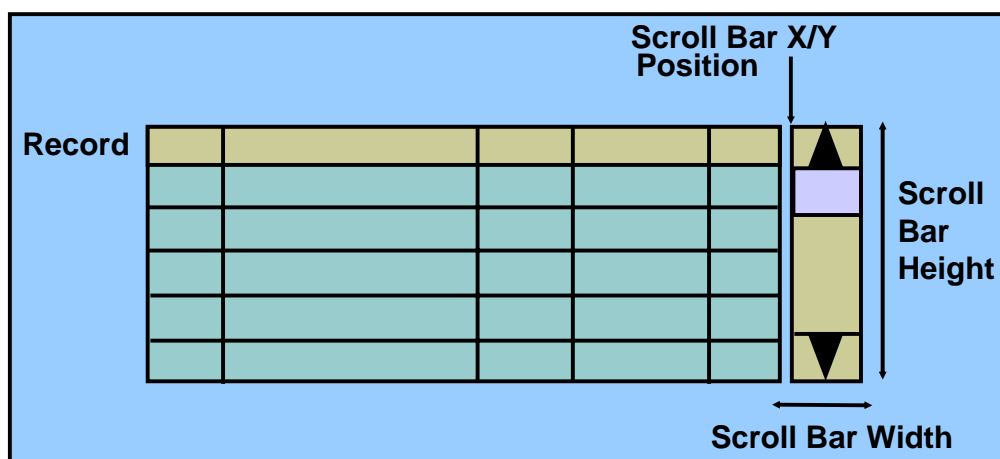 Scroll Bar X/Y
Position
Record
Scroll
Bar
Height
Scroll Bar Width